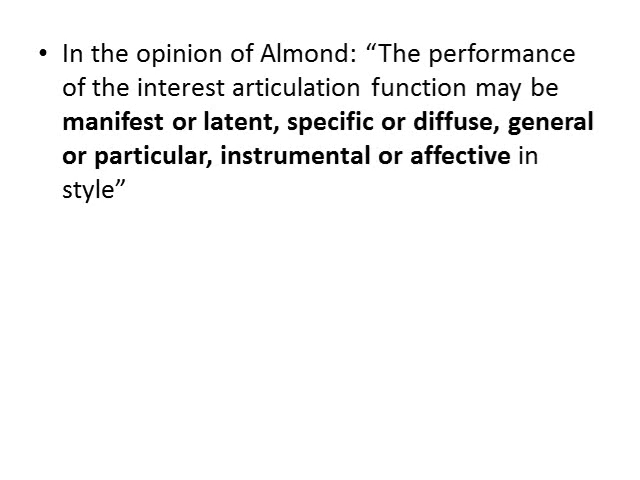 • In the opinion of Almond: “The performance
of the interest articulation function may be
manifest or latent, specific or diffuse, general
or particular, instrumental or affective in
style”